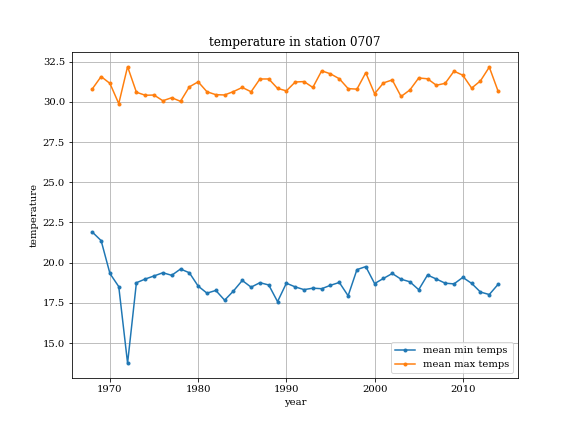 temperature in station 0707
32.5
30.0
27.5
25.0
22.5
20.0
17.5
15.0
temperature
mean min temps
mean max temps
1970
1980
1990
2000
2010
year